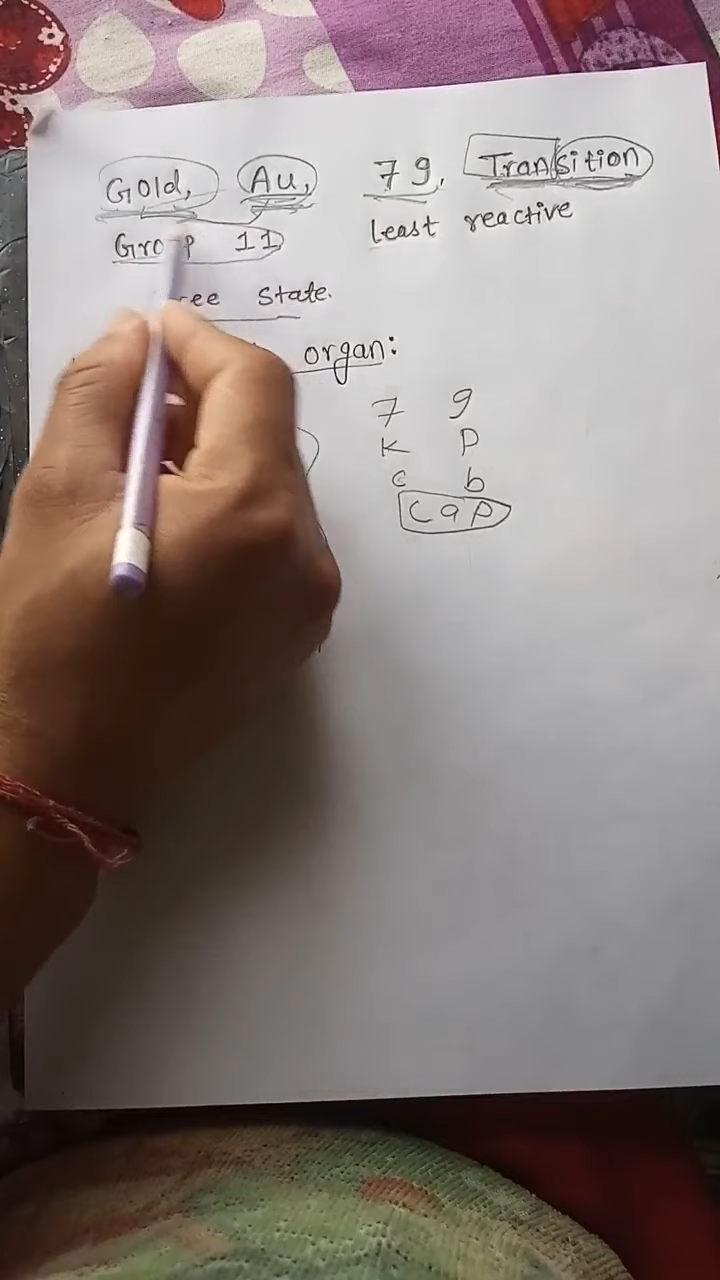 Gold, Au, 79, Transition
Group 11 Least reactive
State.
organ:
7 9
K P
c b
CaP